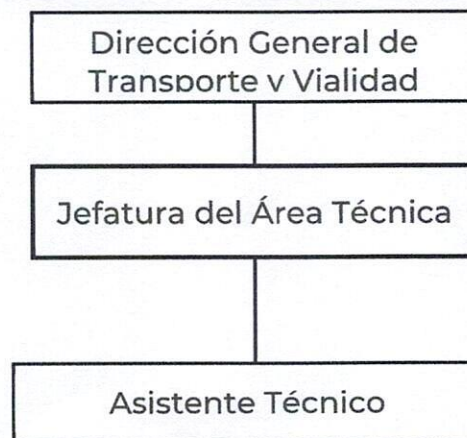 Dirección General de
Transporte y Vialidad
Jefatura del Área Técnica
Asistente Técnico